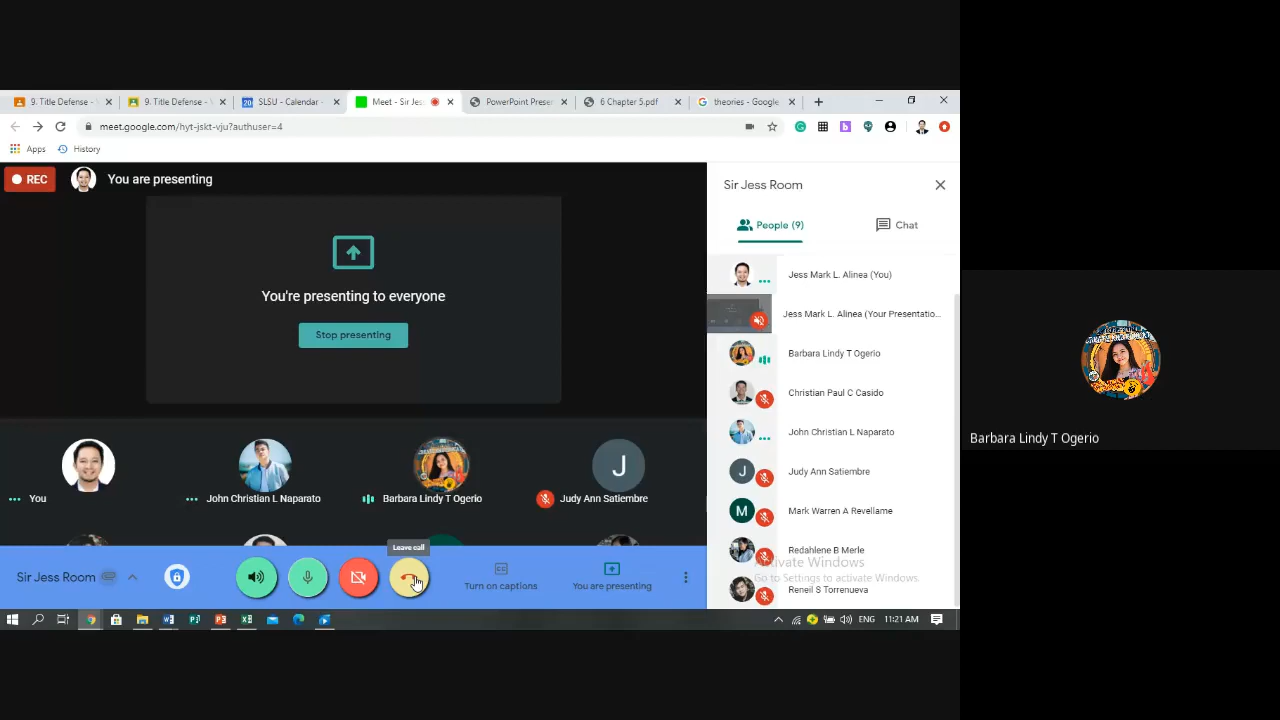 9. Title Defense -
9. Title Defense -
SLSU - Calendar -
Meet - Sir Jess
PowerPoint Presen
6 Chapter 5.pdf
theories - Google
meet.google.com/hyt-jskt-vju?authuser=4
Apps
History
REC
You are presenting
Sir Jess Room
People (9)
Chat
You're presenting to everyone
Stop presenting
Jess Mark L. Alinea (You)
Jess Mark L. Alinea (Your Presentatio...
Barbara Lindy T Ogerio
Christian Paul C Casido
John Christian L Naparato
Judy Ann Satiembre
M
Mark Warren A Revellame
Redahlene B Merle
Reneil S Torrenueva
J
J
You
John Christian L Naparato
Barbara Lindy T Ogerio
Judy Ann Satiembre
Leave call
Sir Jess Room
Turn on captions
You are presenting
Activate Windows
Go to Settings to activate Windows.
ENG
11:21 AM
Barbara Lindy T Ogerio